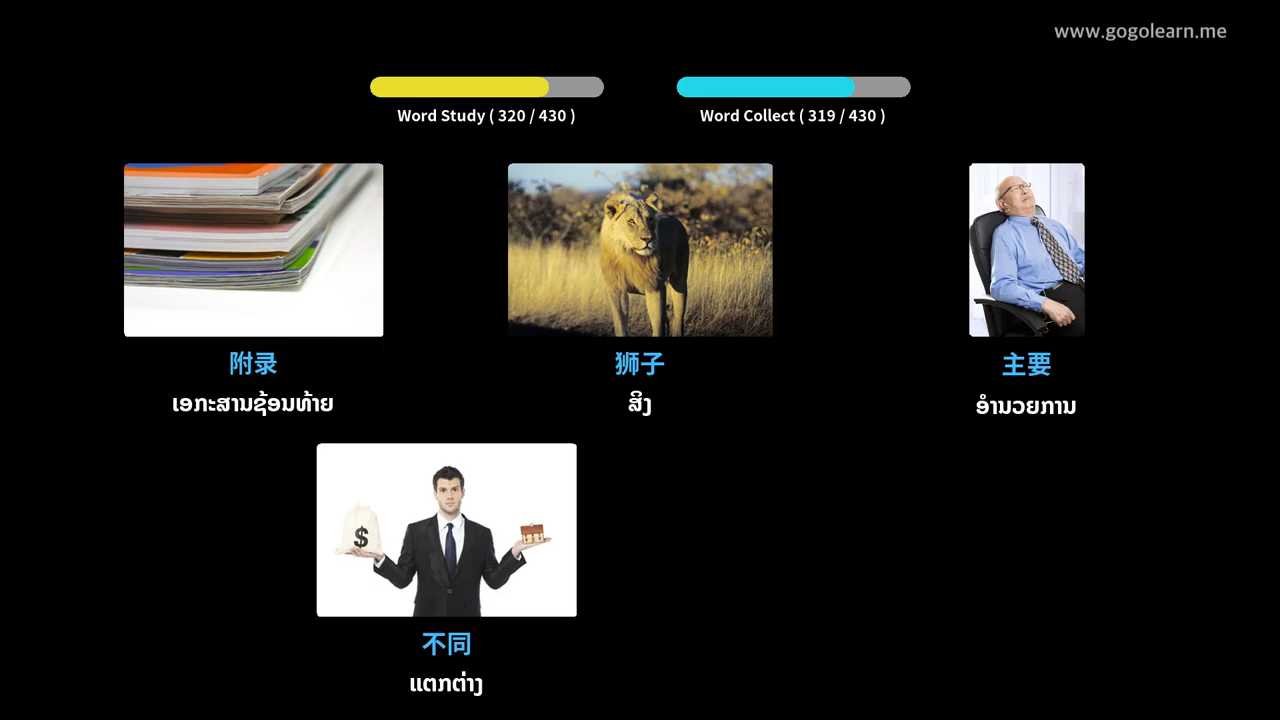 www.gogolearn.me
Word Study ( 320 / 430 )
Word Collect ( 319 / 430 )
附录
狮子
主要
ເອກະສານຊ້ອນທ້າຍ
ສິງ
ອຳນວຍການ
$
不同
ແຕກຕ່າງ